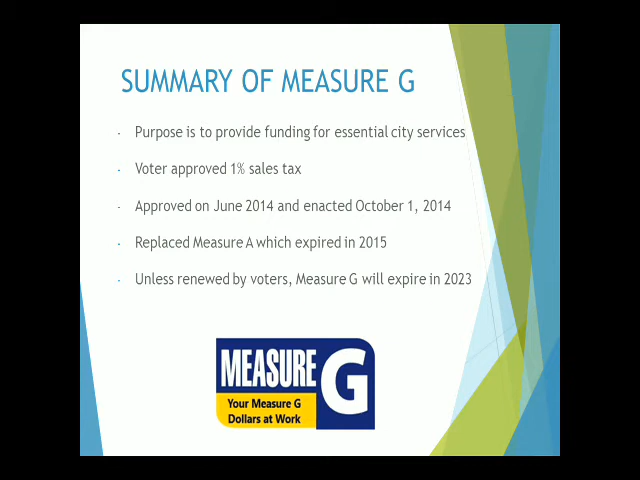 SUMMARY OF MEASURE G
- Purpose is to provide funding for essential city services
- Voter approved 1% sales tax
- Approved on June 2014 and enacted October 1, 2014
- Replaced Measure A which expired in 2015
- Unless renewed by voters, Measure G will expire in 2023
MEASURE G
Your Measure G
Dollars at Work